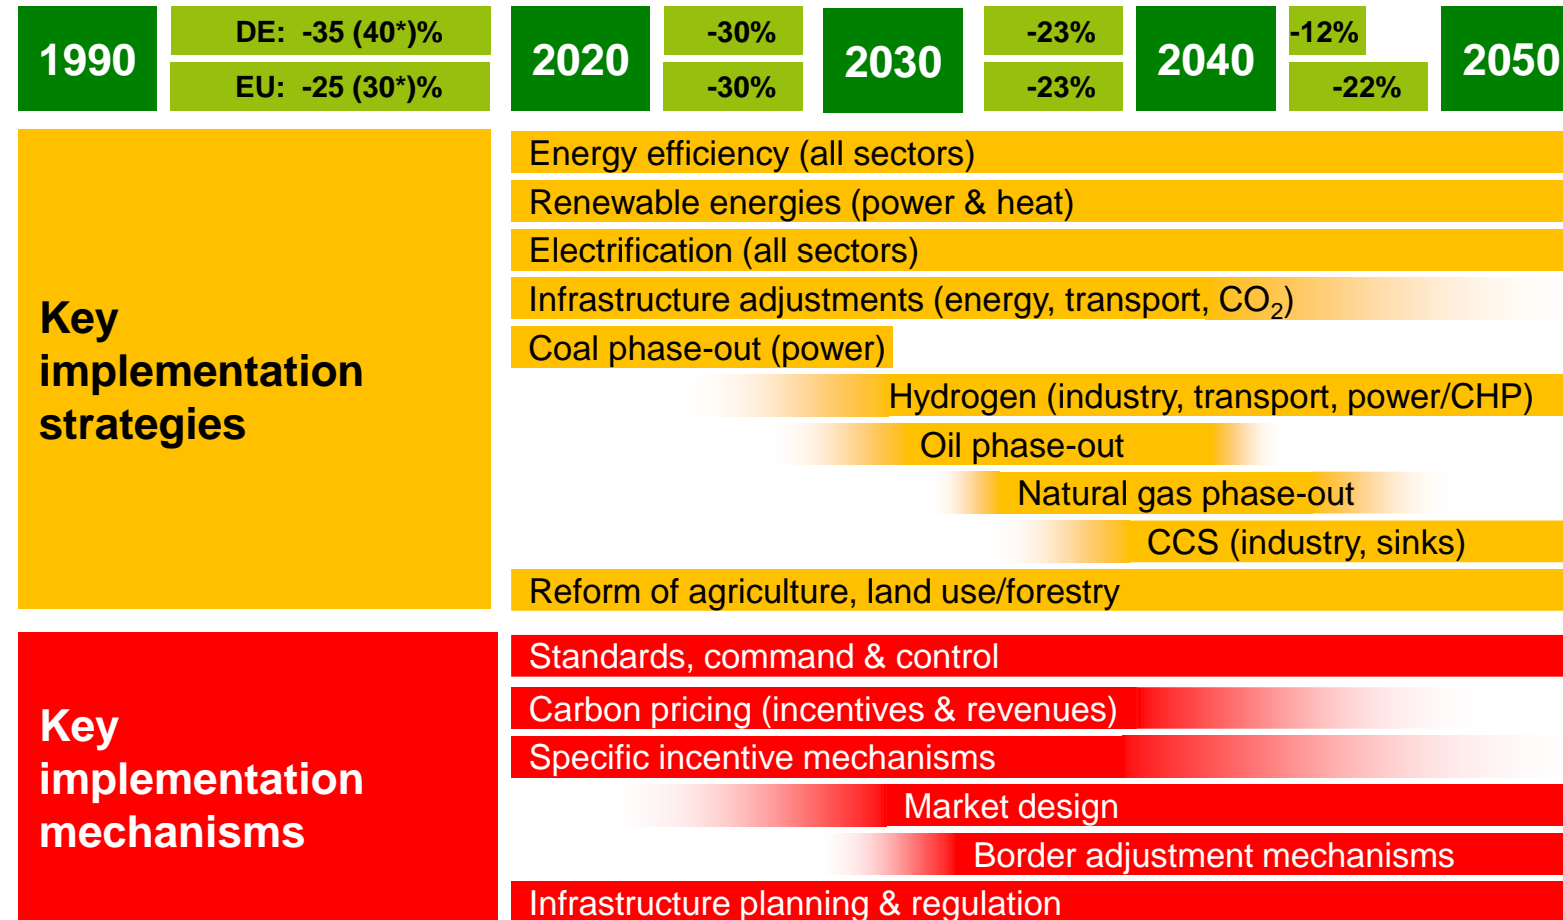 1990
DE: -35 (40*)%
EU: -25 (30*)%
2020
-30%
-30%
2030
-23%
-23%
2040
-12%
-22%
2050
Key
implementation
strategies
Energy efficiency (all sectors)
Renewable energies (power & heat)
Electrification (all sectors)
Infrastructure adjustments (energy, transport, CO₂)
Coal phase-out (power)
Hydrogen (industry, transport, power/CHP)
Oil phase-out
Natural gas phase-out
CCS (industry, sinks)
Reform of agriculture, land use/forestry
Key
implementation
mechanisms
Standards, command & control
Carbon pricing (incentives & revenues)
Specific incentive mechanisms
Market design
Border adjustment mechanisms
Infrastructure planning & regulation